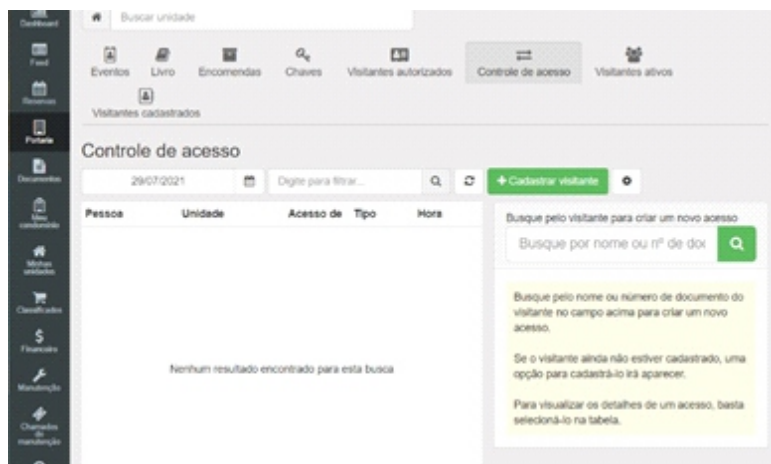 Dashboard
Feed
Reservas
Portaria
Documentos
Meu
condomínio
Minhas
unidades
Classificados
Financeiro
Manutenção
Chamados
de
manutenção
Buscar unidade
Eventos Livro Encomendas Chaves Visitantes autorizados Controle de acesso Visitantes ativos
Visitantes cadastrados
Controle de acesso
29/07/2021 Digite para filtrar... + Cadastrar visitante
Pessoa Unidade Acesso de Tipo Hora
Nenhum resultado encontrado para esta busca
Busque pelo visitante para criar um novo acesso
Busque por nome ou nº de doc
Busque pelo nome ou número de documento do
visitante no campo acima para criar um novo
acesso.
Se o visitante ainda não estiver cadastrado, uma
opção para cadastrá-lo irá aparecer.
Para visualizar os detalhes de um acesso, basta
selecioná-lo na tabela.